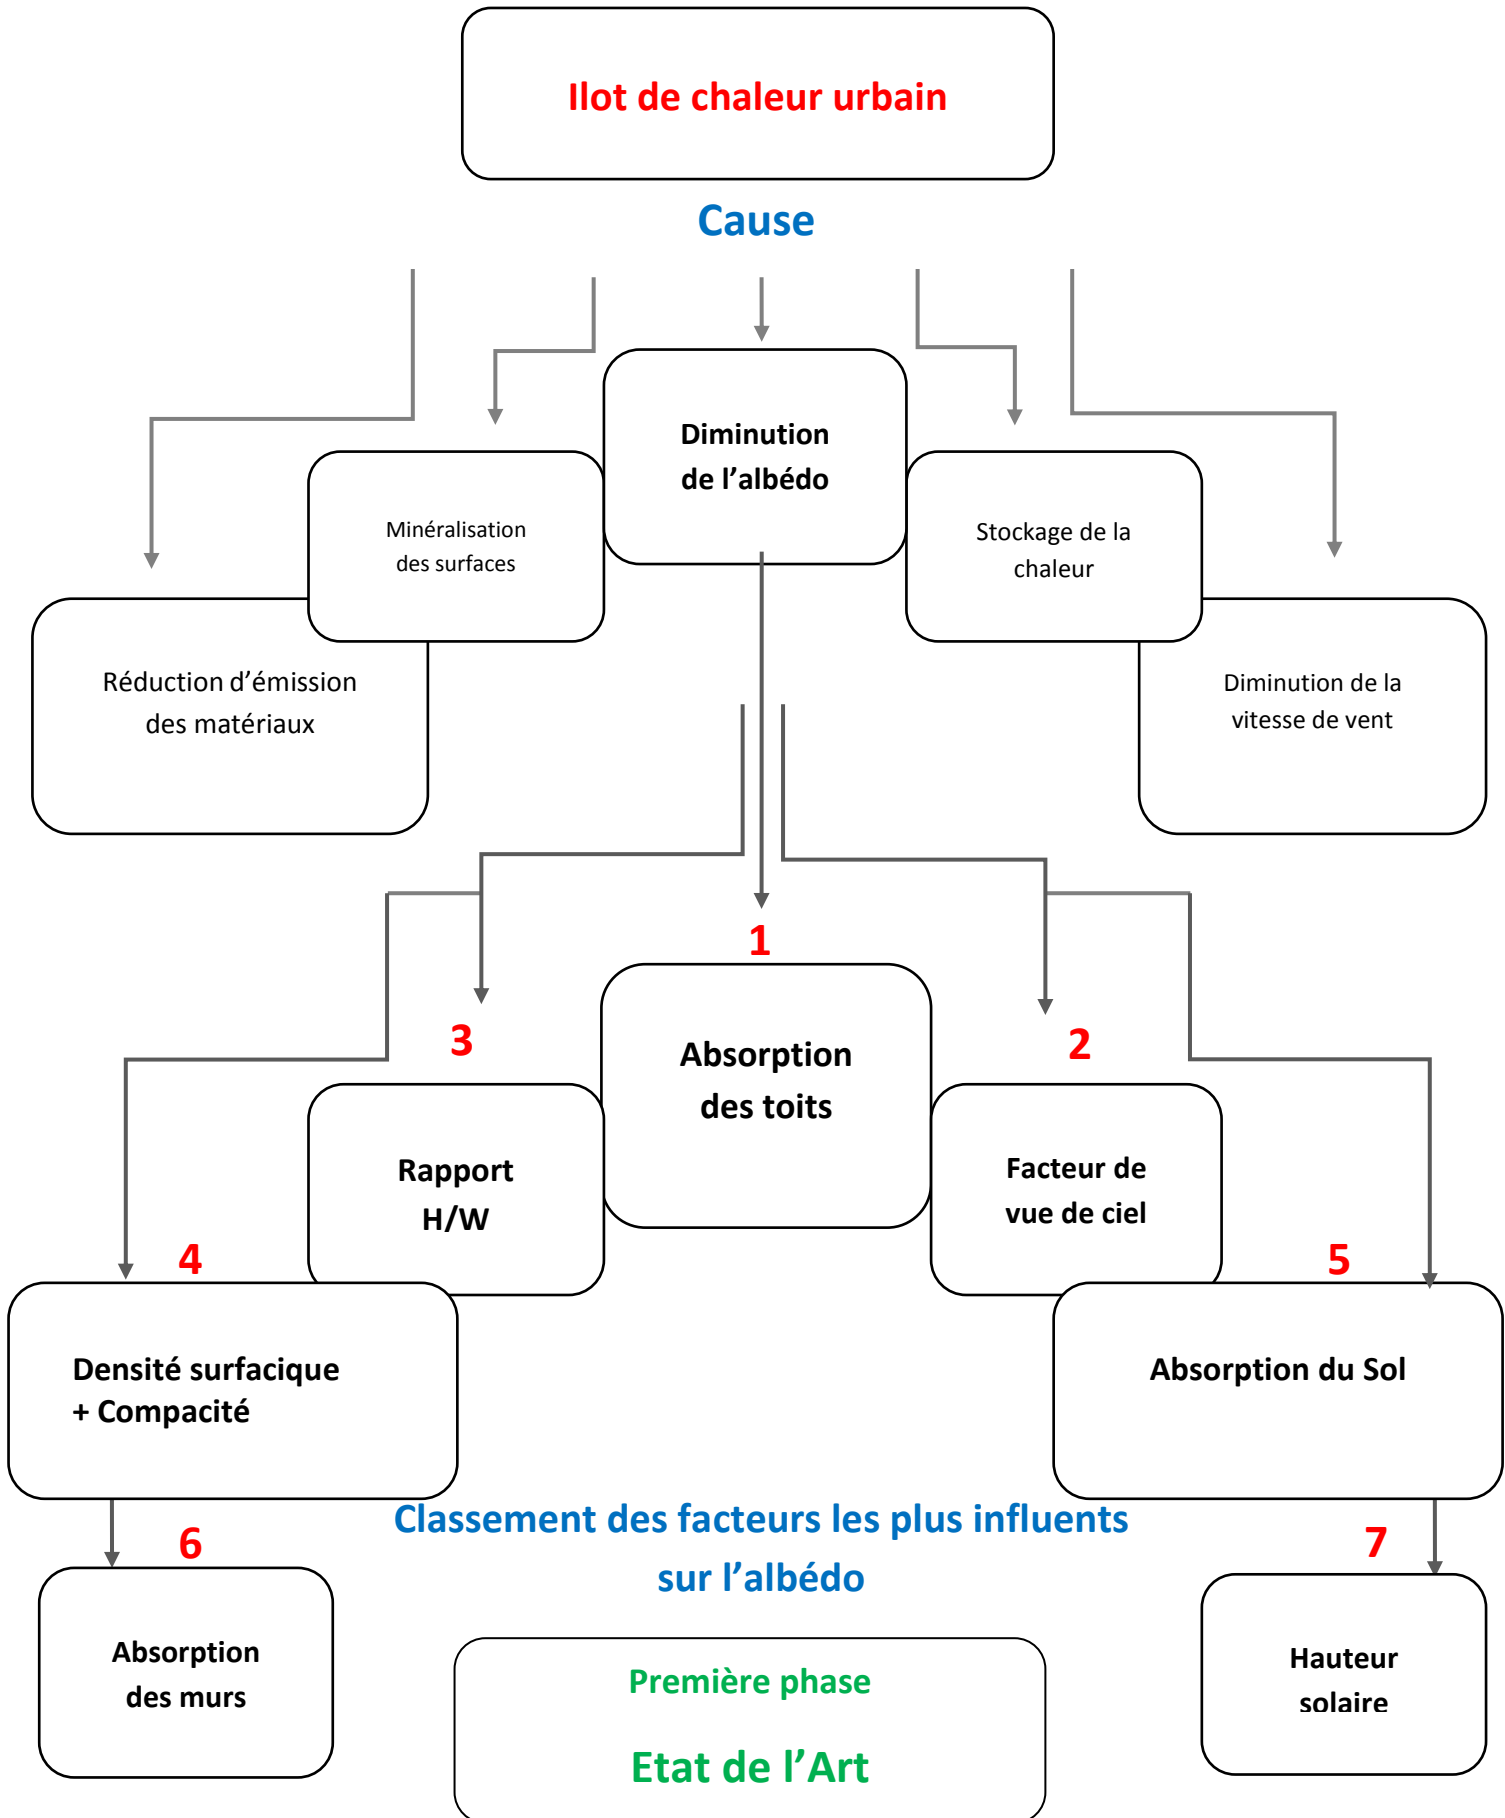 Ilot de chaleur urbain
Cause
Diminution
de l’albédo
Minéralisation
des surfaces
Stockage de la
chaleur
Réduction d’émission
des matériaux
Diminution de la
vitesse de vent
1
Absorption
des toits
3
Rapport
H/W
2
Facteur de
vue de ciel
4
Densité surfacique
+ Compacité
5
Absorption du Sol
Classement des facteurs les plus influents
sur l’albédo
6
Absorption
des murs
7
Hauteur
solaire
Première phase
Etat de l’Art